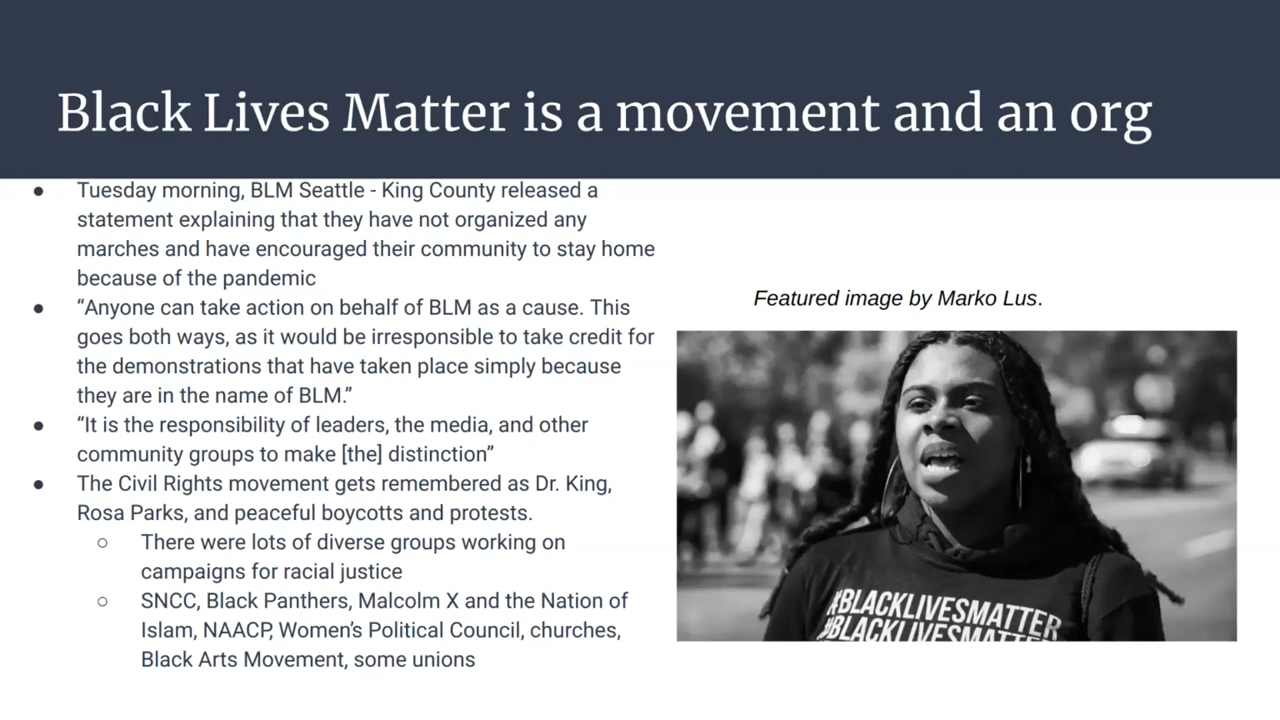 Black Lives Matter is a movement and an org
● Tuesday morning, BLM Seattle - King County released a
statement explaining that they have not organized any
marches and have encouraged their community to stay home
because of the pandemic
● “Anyone can take action on behalf of BLM as a cause. This
goes both ways, as it would be irresponsible to take credit for
the demonstrations that have taken place simply because
they are in the name of BLM.”
● “It is the responsibility of leaders, the media, and other
community groups to make [the] distinction”
● The Civil Rights movement gets remembered as Dr. King,
Rosa Parks, and peaceful boycotts and protests.
○ There were lots of diverse groups working on
campaigns for racial justice
○ SNCC, Black Panthers, Malcolm X and the Nation of
Islam, NAACP, Women’s Political Council, churches,
Black Arts Movement, some unions
Featured image by Marko Lus.
#BLACKLIVESMATTER
#BLACKLIVESMATTER